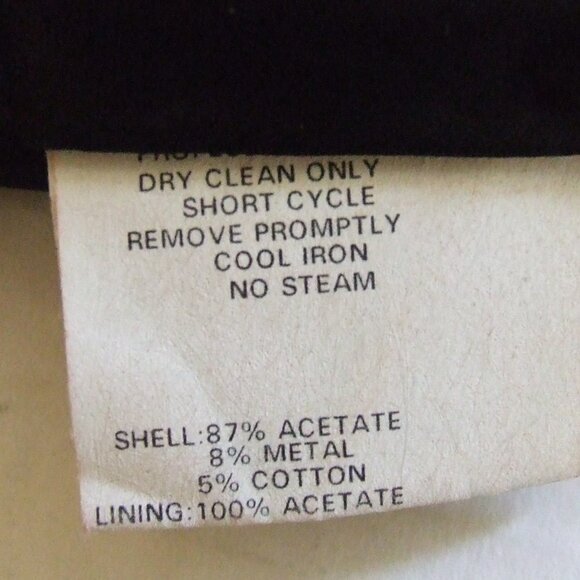 DRY CLEAN ONLY
SHORT CYCLE
REMOVE PROMPTLY
COOL IRON
NO STEAM
SHELL:87% ACETATE
8% METAL
5% COTTON
LINING:100% ACETATE